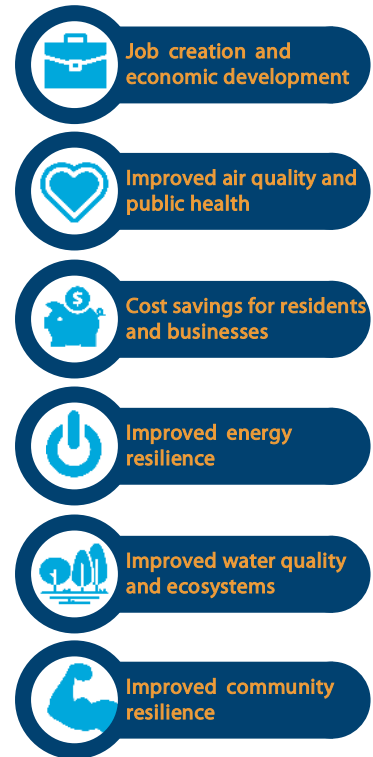 Job creation and
economic development
Improved air quality and
public health
$
Cost savings for residents
and businesses
Improved energy
resilience
Improved water quality
and ecosystems
Improved community
resilience